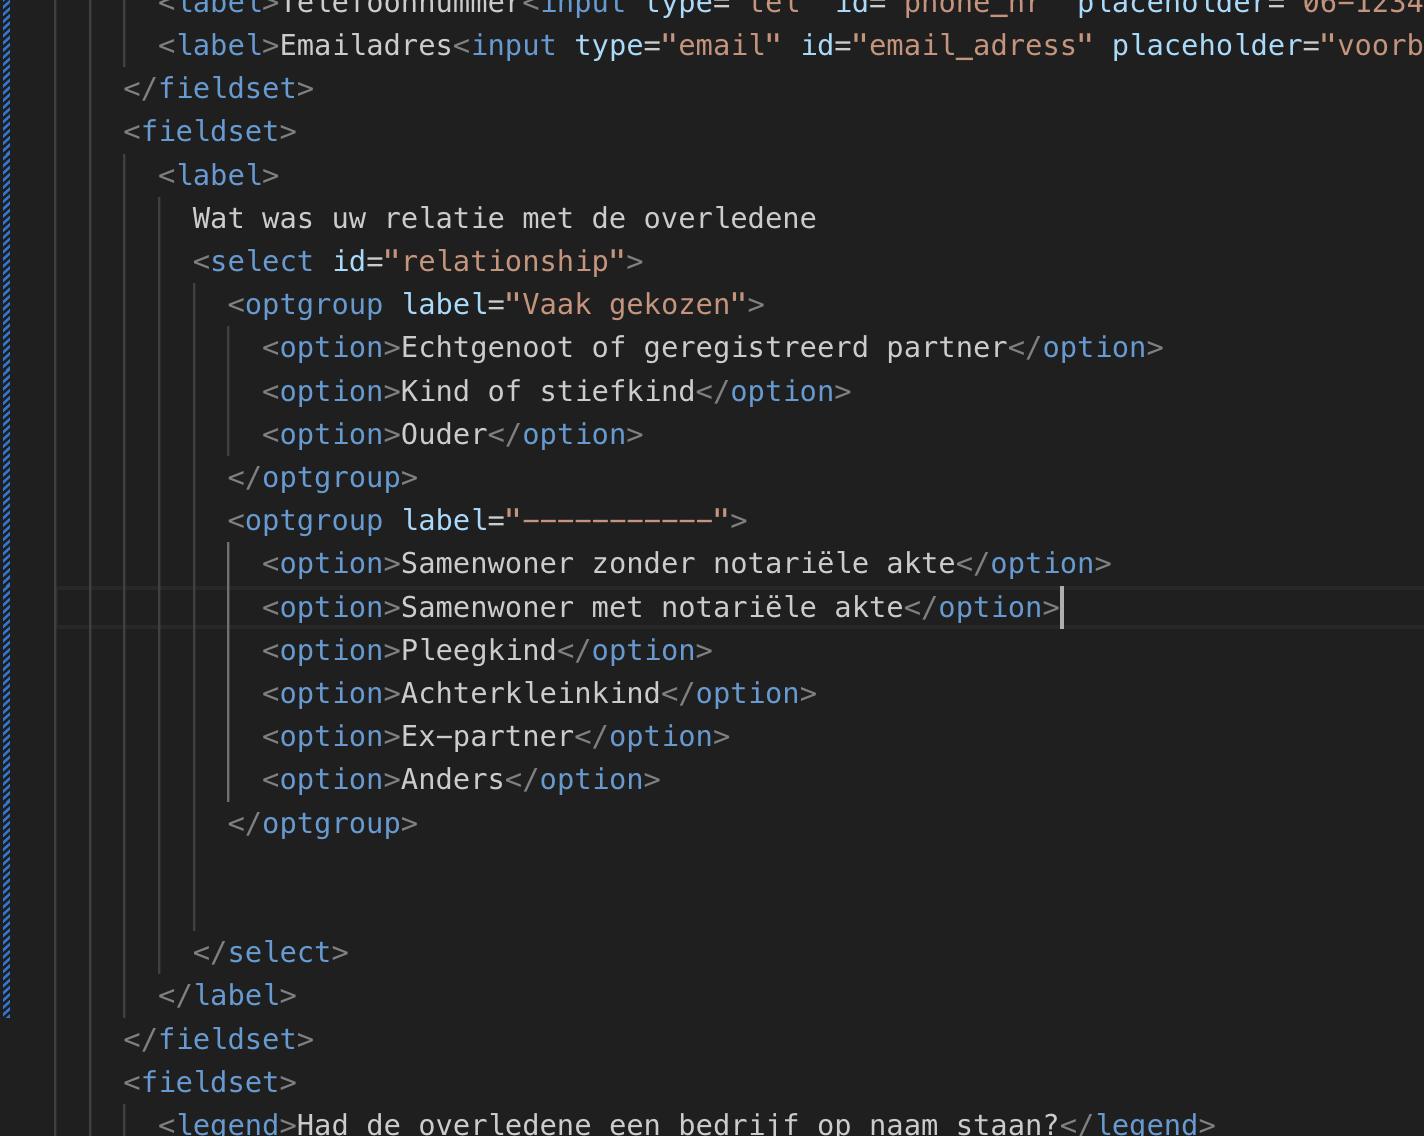 <label>Telefoonnummer<input type="tel" id="phone_nr" placeholder="06-1234
<label>Emailadres<input type="email" id="email_adress" placeholder="voorb
</fieldset>
<fieldset>
<label>
Wat was uw relatie met de overledene
<select id="relationship">
<optgroup label="Vaak gekozen">
<option>Echtgenoot of geregistreerd partner</option>
<option>Kind of stiefkind</option>
<option>Ouder</option>
</optgroup>
<optgroup label="-----------">
<option>Samenwoner zonder notariële akte</option>
<option>Samenwoner met notariële akte</option>
<option>Pleegkind</option>
<option>Achterkleinkind</option>
<option>Ex-partner</option>
<option>Anders</option>
</optgroup>
</select>
</label>
</fieldset>
<fieldset>
<legend>Had de overledene een bedrijf op naam staan?</legend>